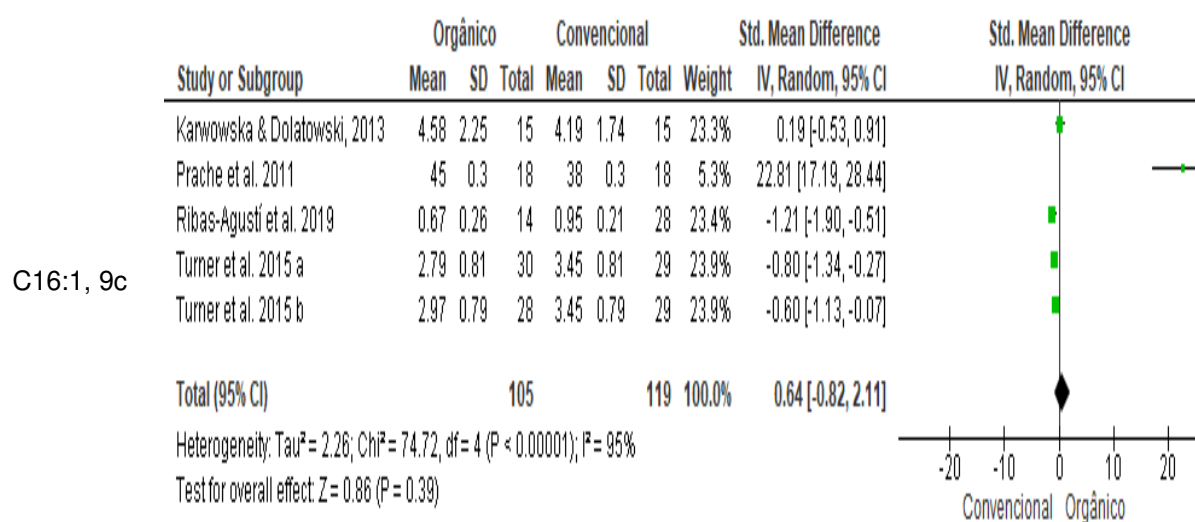 Orgânico Convencional Std. Mean Difference Std. Mean Difference
Study or Subgroup Mean SD Total Mean SD Total Weight IV, Random, 95% CI IV, Random, 95% CI
Karwowska & Dolatowski, 2013 4.58 2.25 15 4.19 1.74 15 23.3% 0.19 [-0.53, 0.91]
Prache et al. 2011 45 0.3 18 38 0.3 18 5.3% 22.81 [17.19, 28.44]
Ribas-Agustí et al. 2019 0.67 0.26 14 0.95 0.21 28 23.4% -1.21 [-1.90, -0.51]
Turner et al. 2015 a 2.79 0.81 30 3.45 0.81 29 23.9% -0.80 [-1.34, -0.27]
C16:1, 9c
Turner et al. 2015 b 2.97 0.79 28 3.45 0.79 29 23.9% -0.60 [-1.13, -0.07]
Total (95% CI) 105 119 100.0% 0.64 [-0.82, 2.11]
Heterogeneity: Tau² = 2.26; Chi² = 74.72, df = 4 (P < 0.00001); I² = 95%
Test for overall effect: Z = 0.86 (P = 0.39)
-20 -10 0 10 20
Convencional Orgânico